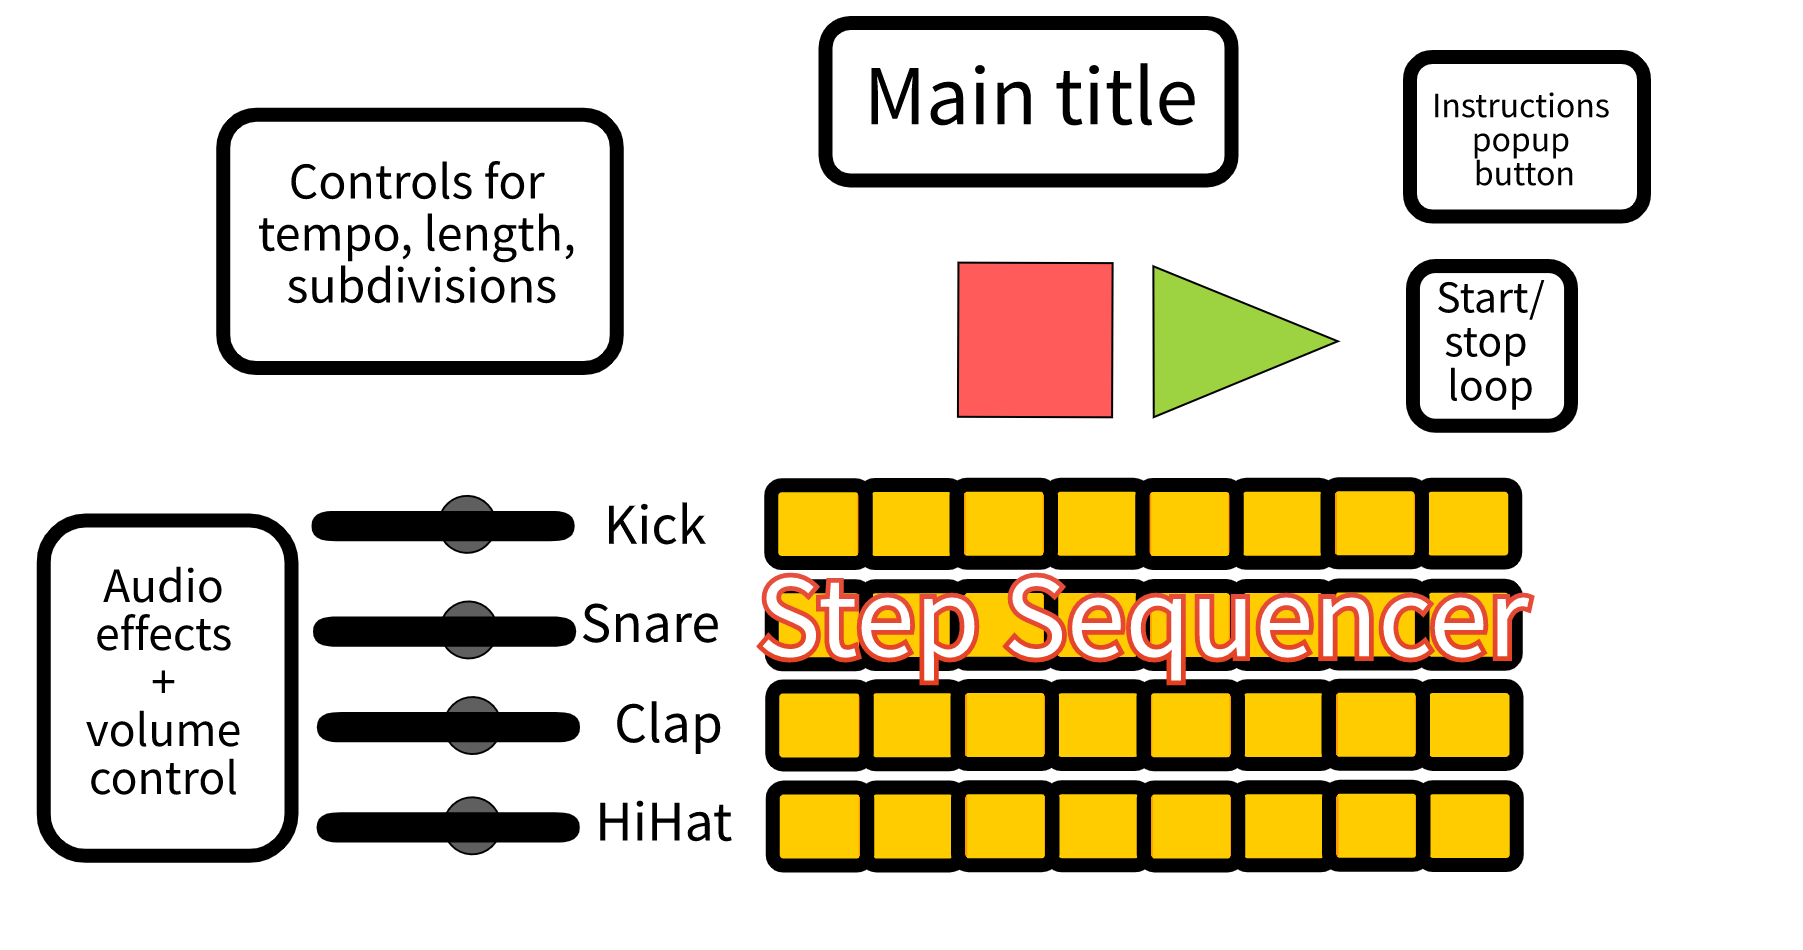 Main title
Instructions
popup
button
Controls for
tempo, length,
subdivisions
Start/
stop
loop
Kick
Snare
Clap
HiHat
Step Sequencer
Audio
effects
+
volume
control